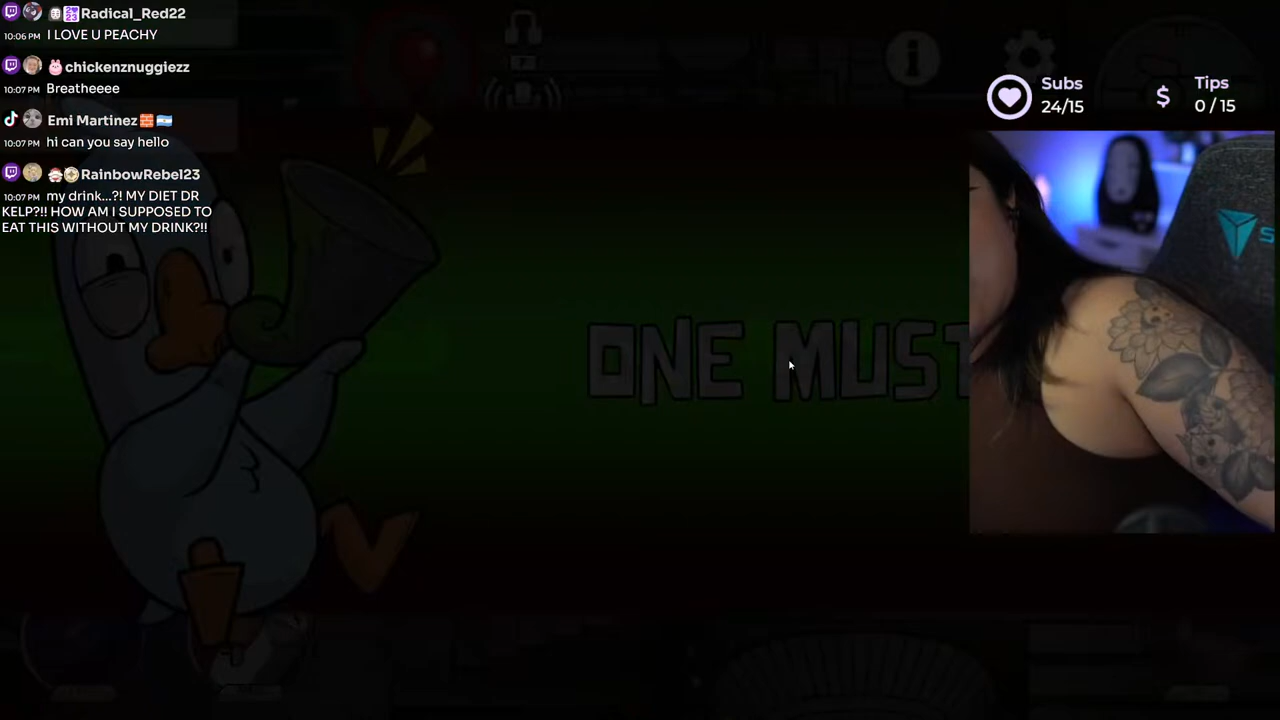 Radical_Red22
10:06 PM I LOVE U PEACHY
chickenznuggiezz
10:07 PM Breatheeee
Emi Martinez
10:07 PM hi can you say hello
RainbowRebel23
10:07 PM my drink...?! MY DIET DR
KELP?!! HOW AM I SUPPOSED TO
EAT THIS WITHOUT MY DRINK?!!
Subs
24/15
$
Tips
0 / 15
S
ONE MUST